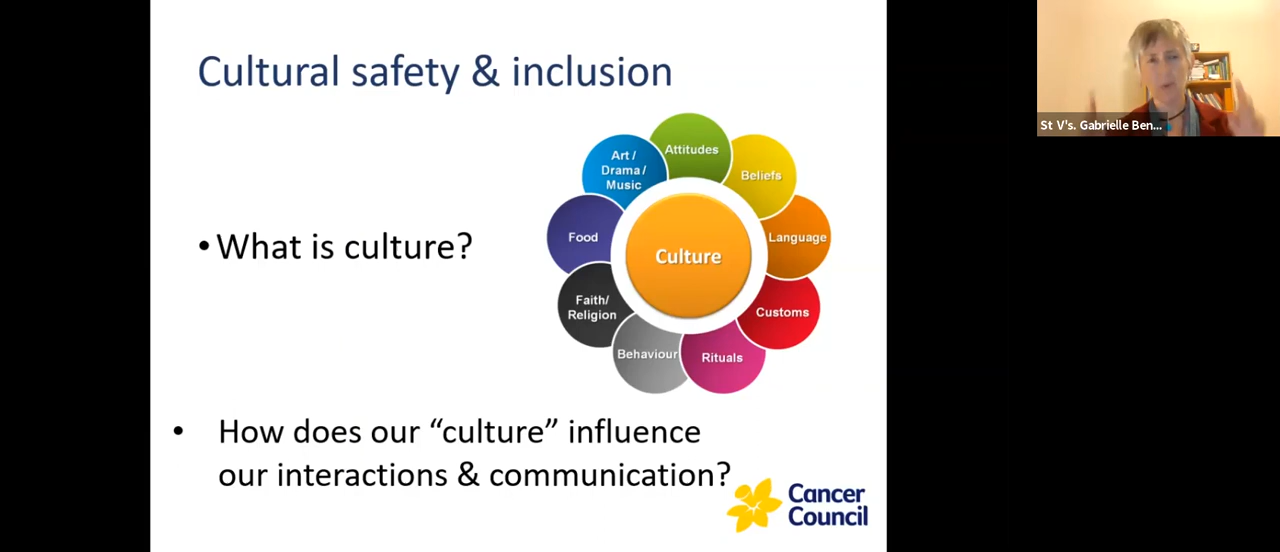 Cultural safety & inclusion
• What is culture?
Attitudes
Beliefs
Language
Customs
Rituals
Behaviour
Faith/
Religion
Food
Art /
Drama /
Music
Culture
• How does our “culture” influence
our interactions & communication?
Cancer
Council
St V's. Gabrielle Ben...